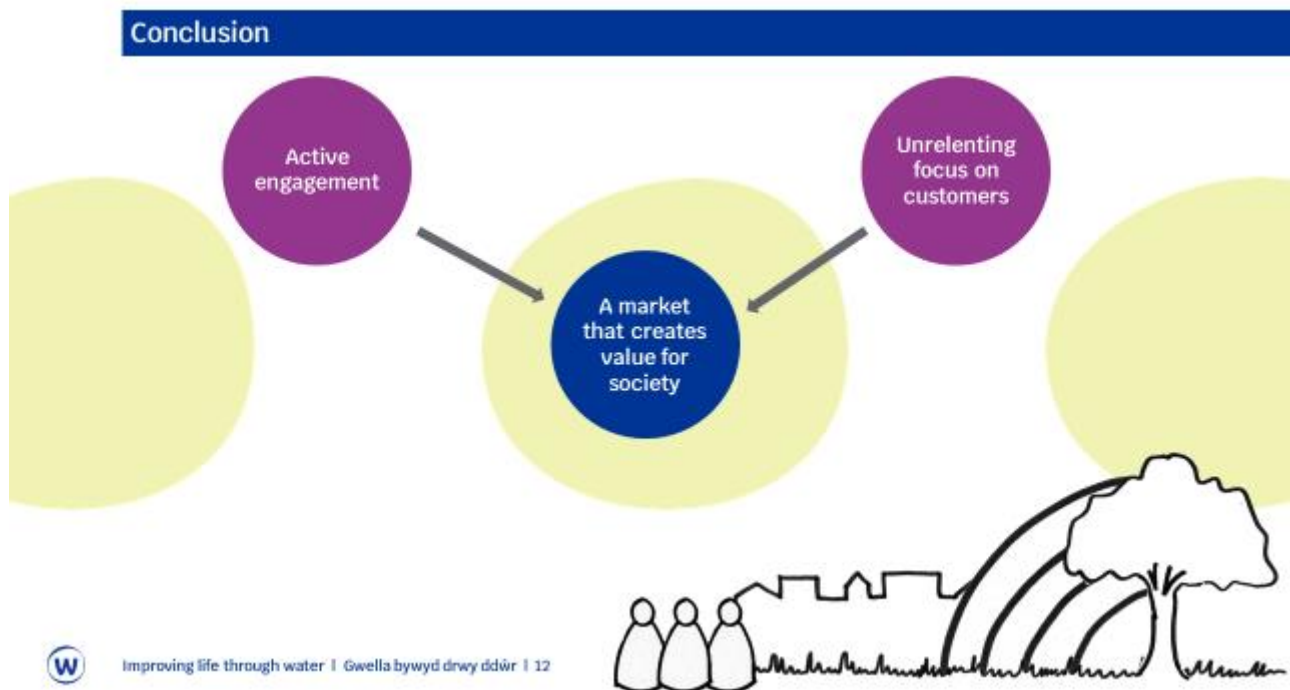 Conclusion
Active
engagement
Unrelenting
focus on
customers
A market
that creates
value for
society
W
Improving life through water | Gwella bywyd drwy ddŵr | 12